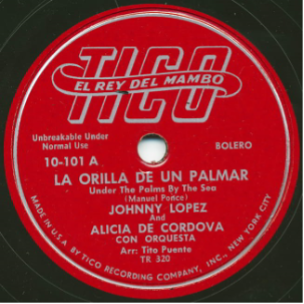 TICO
EL REY DEL MAMBO
Unbreakable Under
Normal Use
BOLERO
10-101 A
LA ORILLA DE UN PALMAR
Under The Palms By The Sea
(Manuel Ponce)
JOHNNY LOPEZ
And
ALICIA DE CORDOVA
CON ORQUESTA
Arr: Tito Puente
TR 320
MADE IN U.S.A. BY TICO RECORDING COMPANY, INC., NEW YORK CITY